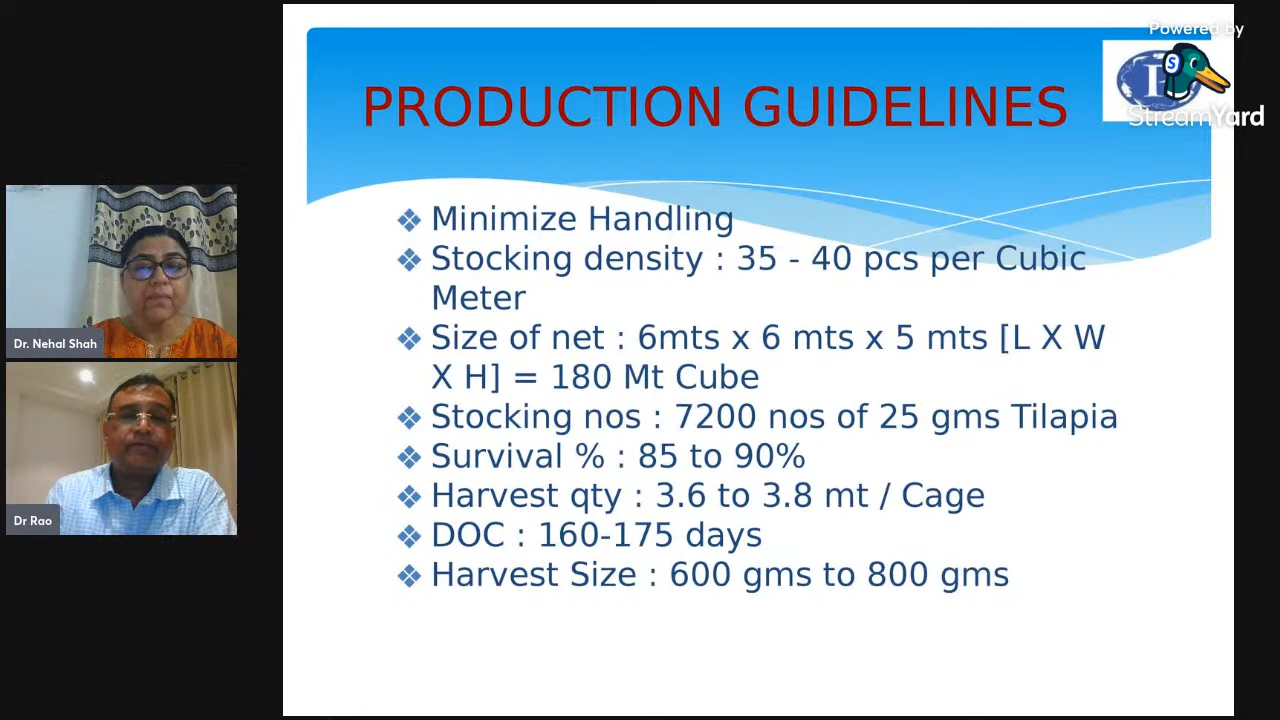 Powered by
StreamYard
PRODUCTION GUIDELINES
❖ Minimize Handling
❖ Stocking density : 35 - 40 pcs per Cubic
Meter
❖ Size of net : 6mts x 6 mts x 5 mts [L X W
X H] = 180 Mt Cube
❖ Stocking nos : 7200 nos of 25 gms Tilapia
❖ Survival % : 85 to 90%
❖ Harvest qty : 3.6 to 3.8 mt / Cage
❖ DOC : 160-175 days
❖ Harvest Size : 600 gms to 800 gms
Dr. Nehal Shah
Dr Rao